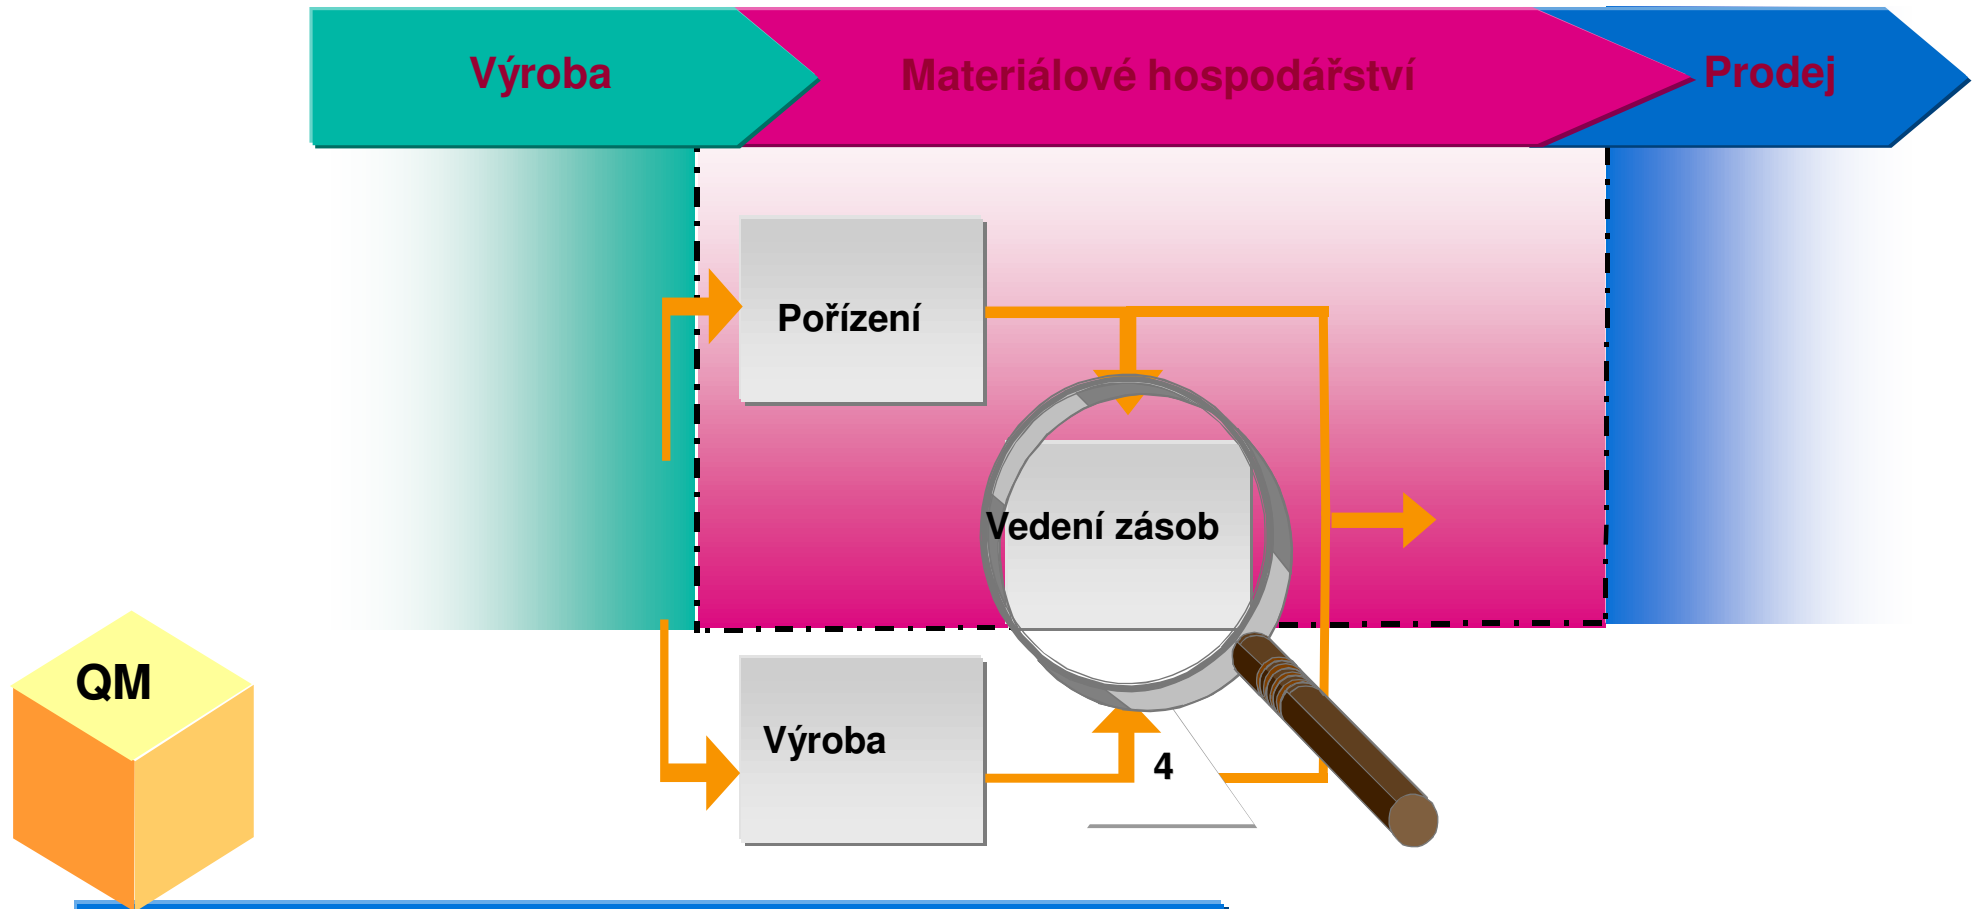 Výroba
Materiálové hospodářství
Prodej
Pořízení
Vedení zásob
QM
Výroba
4